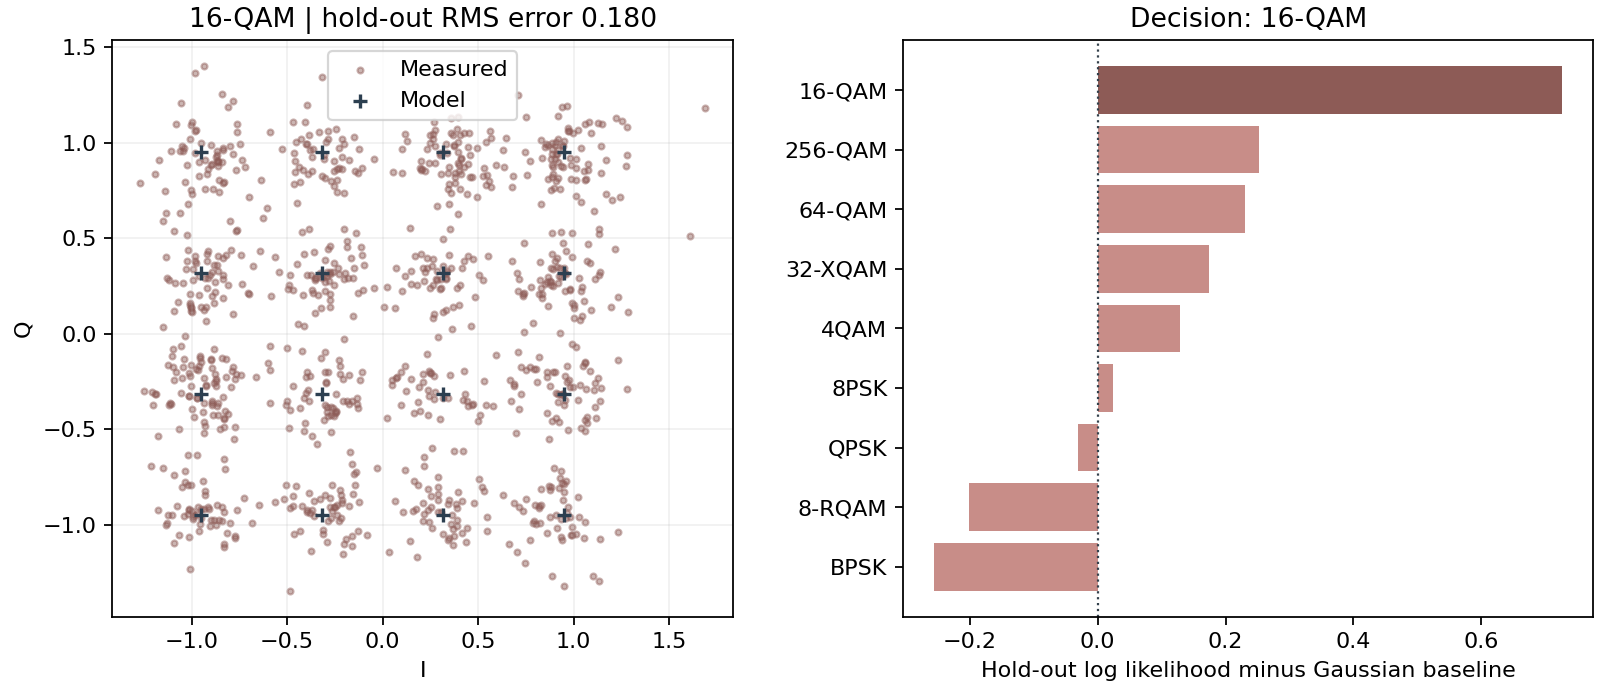 16-QAM | hold-out RMS error 0.180
Measured
Model
1.5
1.0
0.5
0.0
−0.5
−1.0
Q
−1.0
−0.5
0.0
0.5
1.0
1.5
I
Decision: 16-QAM
16-QAM
256-QAM
64-QAM
32-XQAM
4QAM
8PSK
QPSK
8-RQAM
BPSK
−0.2
0.0
0.2
0.4
0.6
Hold-out log likelihood minus Gaussian baseline